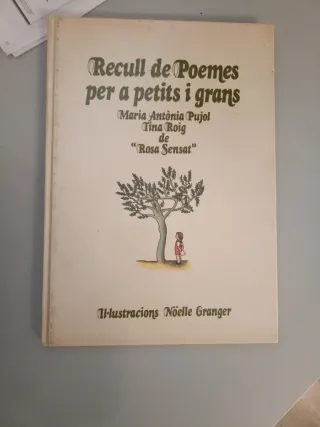 Recull de Poemes
per a petits i grans
Maria Antònia Pujol
Tina Roig
de
"Rosa Sensat"
Il·lustracions Nöelle Granger